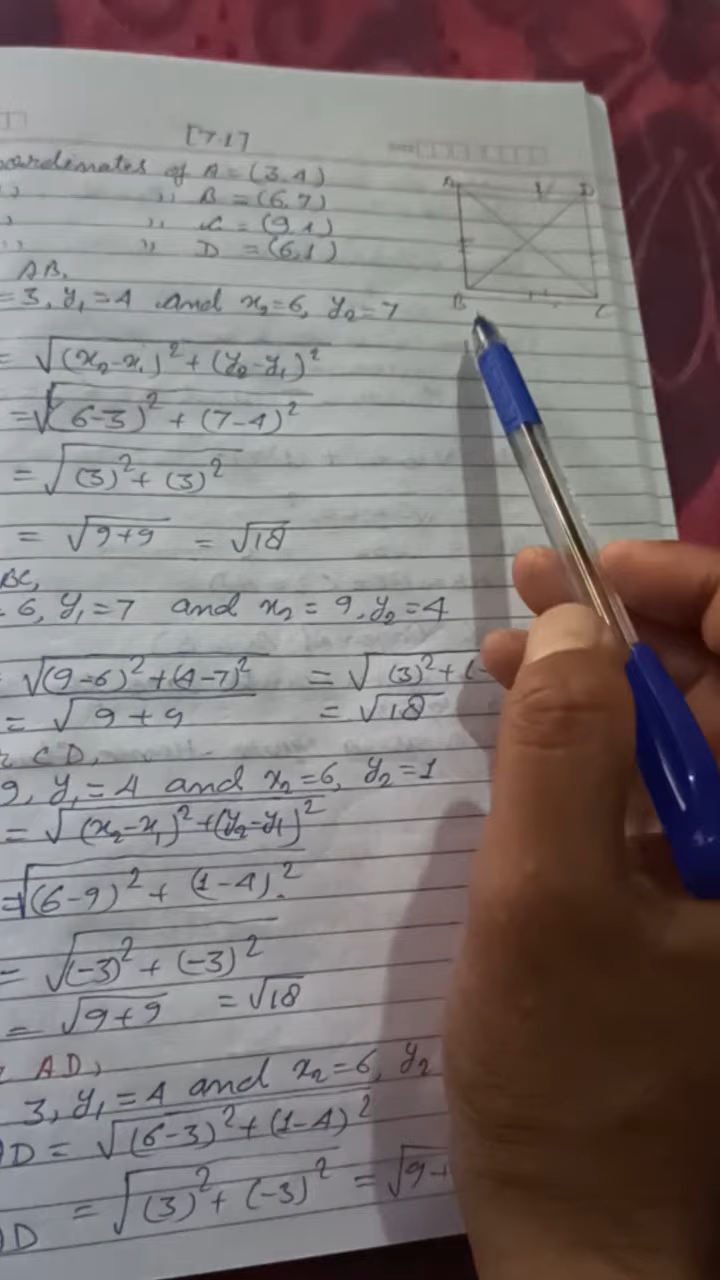 [7.1]
oordinates of A = (3,4)
,, ,, B = (6,7)
,, ,, C = (9,1)
,, ,, D = (6,1)
A D
B C
AB,
= 3, y₁ = 4 and x₂ = 6, y₂ = 7
= √(x₂-x₁)² + (y₂-y₁)²
= √(6-3)² + (7-4)²
= √(3)² + (3)²
= √9+9 = √18
BC,
6, y₁ = 7 and x₂ = 9, y₂ = 4
√(9-6)² + (4-7)² = √(3)² + (-
= √9+9 = √18
CD,
9, y₁ = 4 and x₂ = 6, y₂ = 1
= √(x₂-x₁)² + (y₂-y₁)²
= √(6-9)² + (1-4)²
= √(-3)² + (-3)²
= √9+9 = √18
AD,
3, y₁ = 4 and x₂ = 6, y₂
D = √(6-3)² + (1-4)²
D = √(3)² + (-3)² = √9+